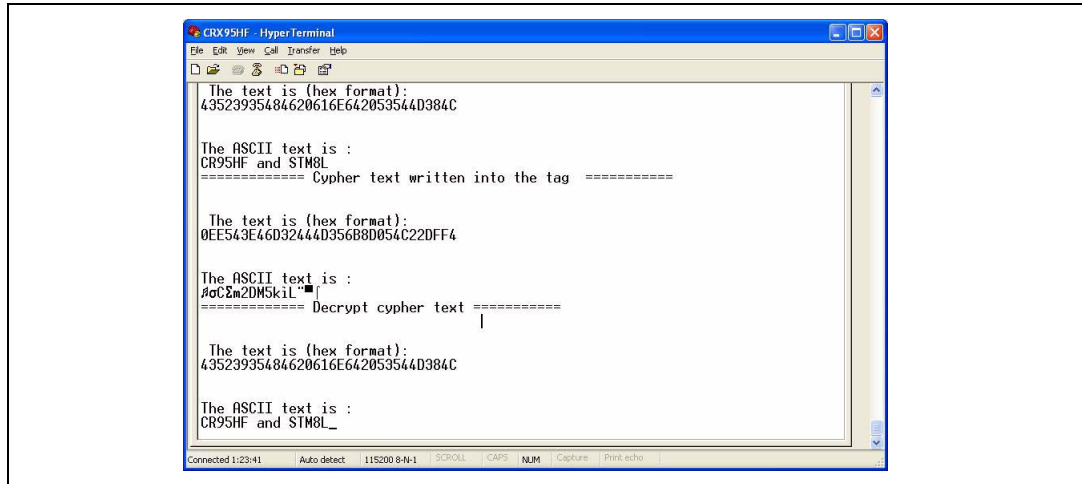 CRX95HF - HyperTerminal
File Edit View Call Transfer Help
The text is (hex format):
43523935484620616E642053544D384C
The ASCII text is :
CR95HF and STM8L
============= Cypher text written into the tag ===========
The text is (hex format):
0EE543E46D32444D356B8D054C22DFF4
The ASCII text is :
============= Decrypt cypher text ===========
The text is (hex format):
43523935484620616E642053544D384C
The ASCII text is :
CR95HF and STM8L_
Connected 1:23:41 Auto detect 115200 8-N-1 SCROLL CAPS NUM Capture Print echo